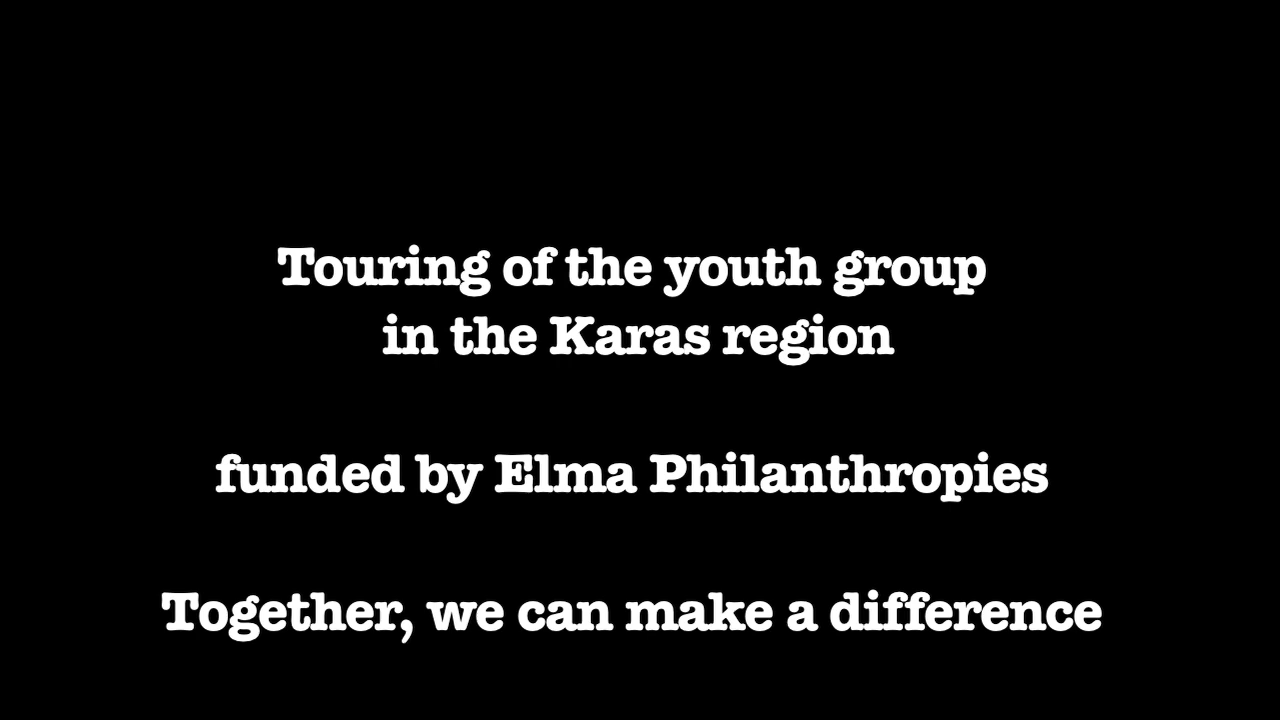 Touring of the youth group
in the Karas region
funded by Elma Philanthropies
Together, we can make a difference